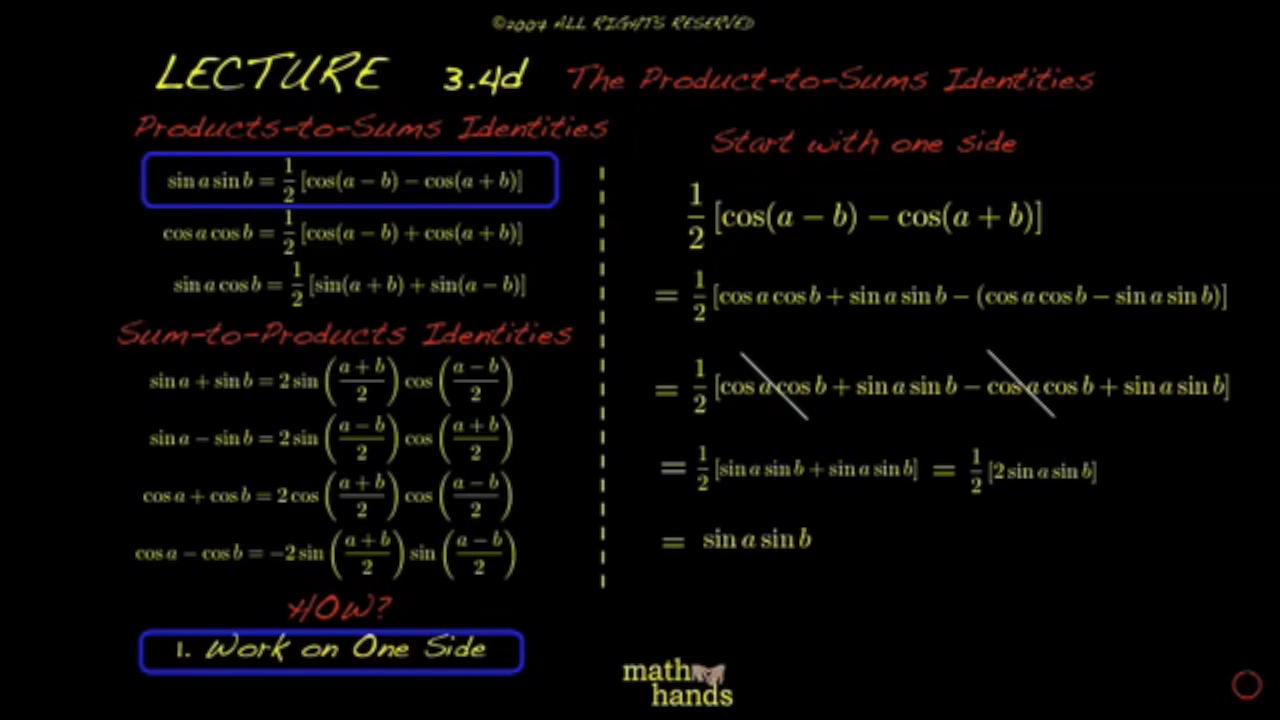 ©2007 ALL RIGHTS RESERVED
LECTURE 3.4d The Product-to-Sums Identities
Products-to-Sums Identities
sin a sin b = 1/2 [cos(a − b) − cos(a + b)]
cos a cos b = 1/2 [cos(a − b) + cos(a + b)]
sin a cos b = 1/2 [sin(a + b) + sin(a − b)]
Sum-to-Products Identities
sin a + sin b = 2 sin ((a + b)/2) cos ((a − b)/2)
sin a − sin b = 2 sin ((a − b)/2) cos ((a + b)/2)
cos a + cos b = 2 cos ((a + b)/2) cos ((a − b)/2)
cos a − cos b = −2 sin ((a + b)/2) sin ((a − b)/2)
HOW?
1. Work on One Side
Start with one side
1/2 [cos(a − b) − cos(a + b)]
= 1/2 [cos a cos b + sin a sin b − (cos a cos b − sin a sin b)]
= 1/2 [cos a cos b + sin a sin b − cos a cos b + sin a sin b]
= 1/2 [sin a sin b + sin a sin b] = 1/2 [2 sin a sin b]
= sin a sin b
math
hands